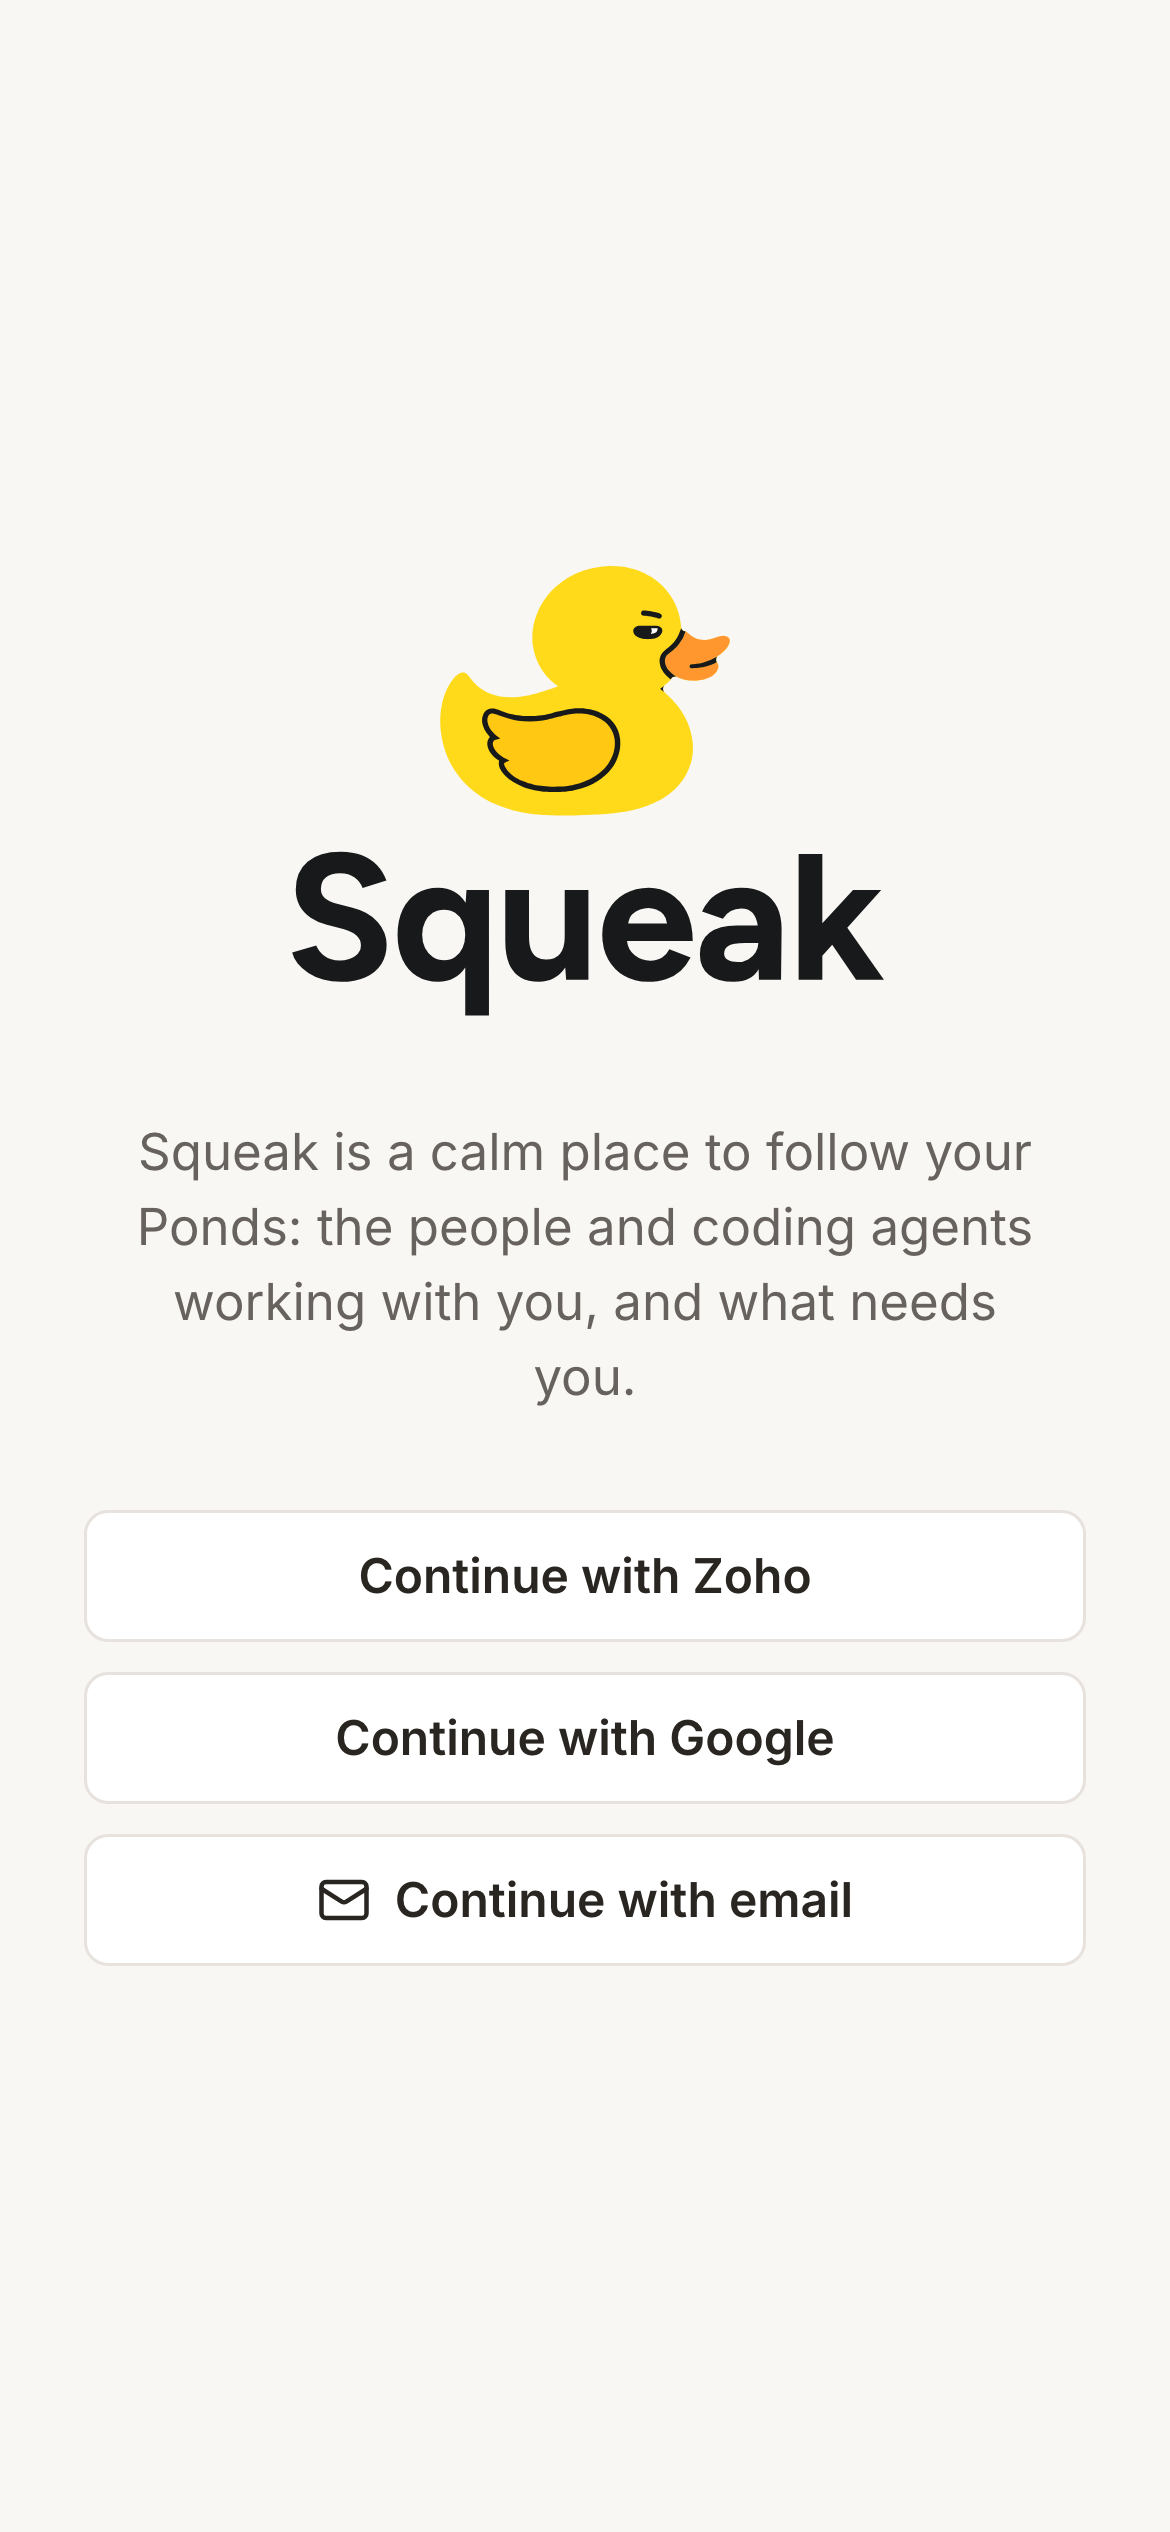 Squeak
Squeak is a calm place to follow your
Ponds: the people and coding agents
working with you, and what needs
you.
Continue with Zoho
Continue with Google
Continue with email